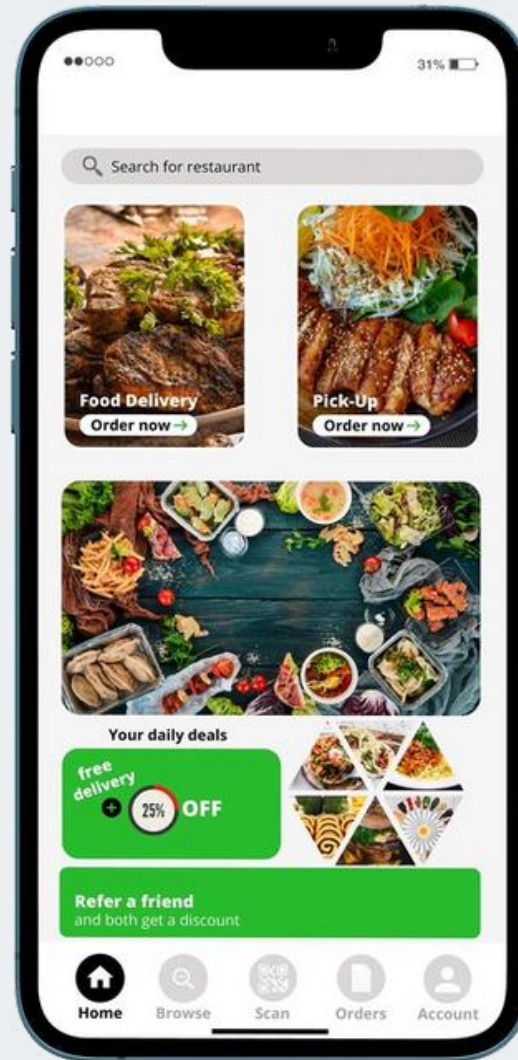 31%
Search for restaurant
Food Delivery
Order now →
Pick-Up
Order now →
Your daily deals
free
delivery
+ 25% OFF
Refer a friend
and both get a discount
Home
Browse
Scan
Orders
Account